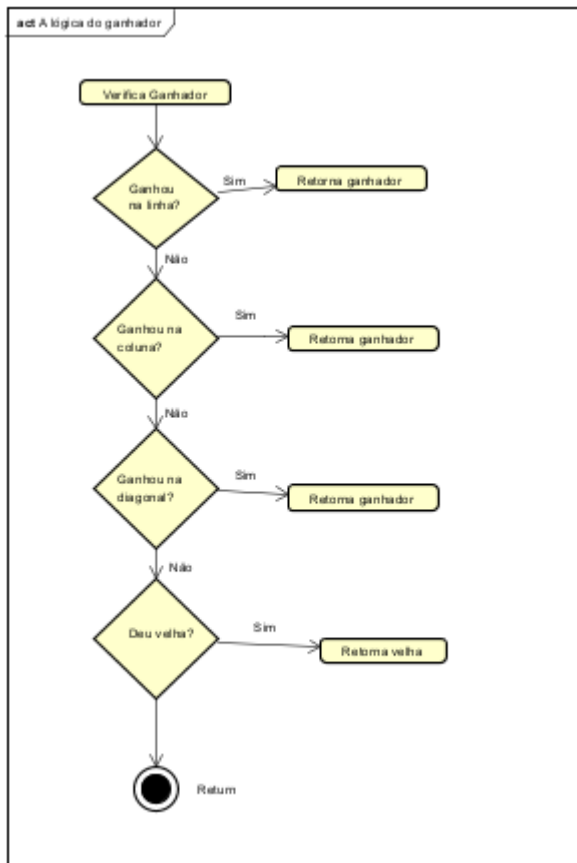 act A lógica do ganhador
Verifica Ganhador
Ganhou
na linha?
Sim
Retorna ganhador
Não
Ganhou na
coluna?
Sim
Retorna ganhador
Não
Ganhou na
diagonal?
Sim
Retorna ganhador
Não
Deu velha?
Sim
Retorna velha
Return